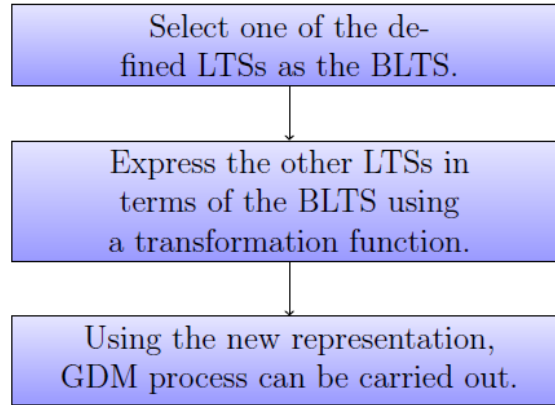 Select one of the de-
fined LTSs as the BLTS.
Express the other LTSs in
terms of the BLTS using
a transformation function.
Using the new representation,
GDM process can be carried out.